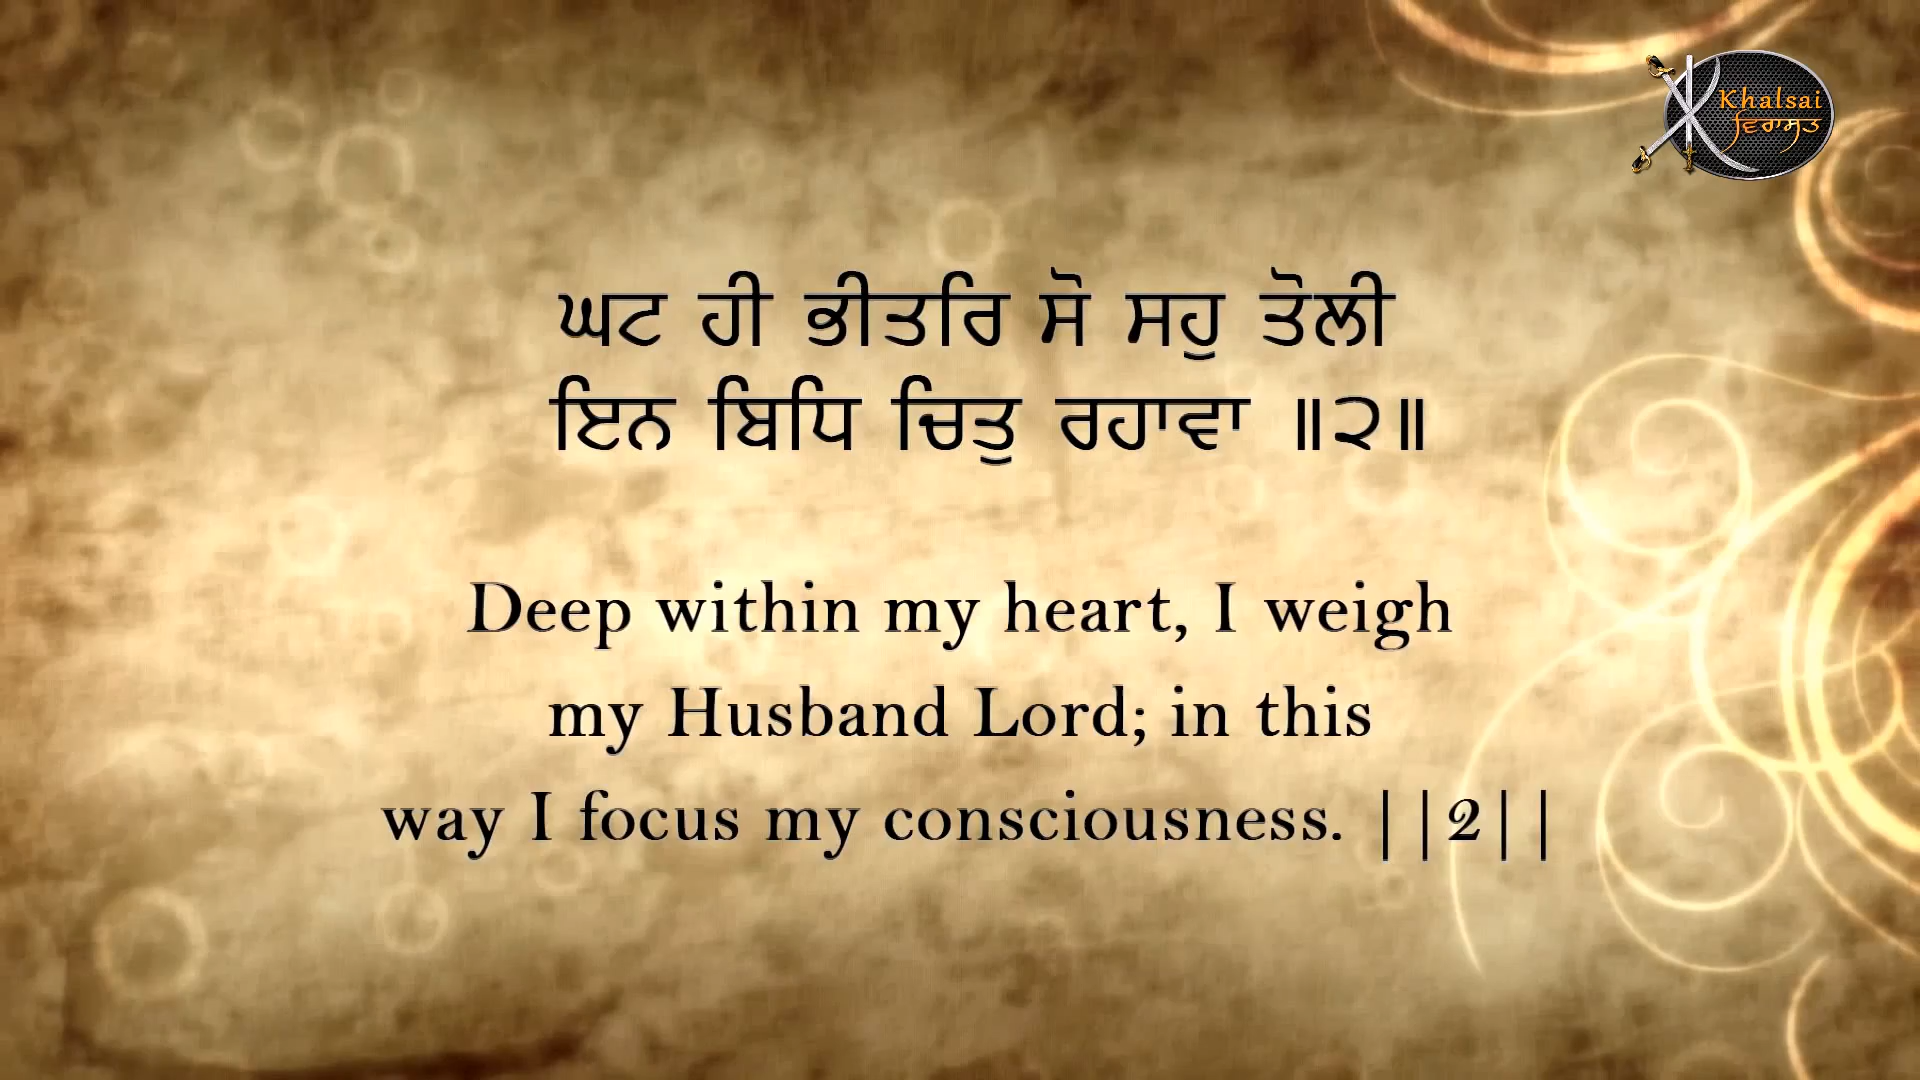 Khalsai
ਵਿਰਾਸਤ
ਘਟ ਹੀ ਭੀਤਰਿ ਸੋ ਸਹੁ ਤੋਲੀ
ਇਨ ਬਿਧਿ ਚਿਤੁ ਰਹਾਵਾ ॥੨॥
Deep within my heart, I weigh
my Husband Lord; in this
way I focus my consciousness. ||2||